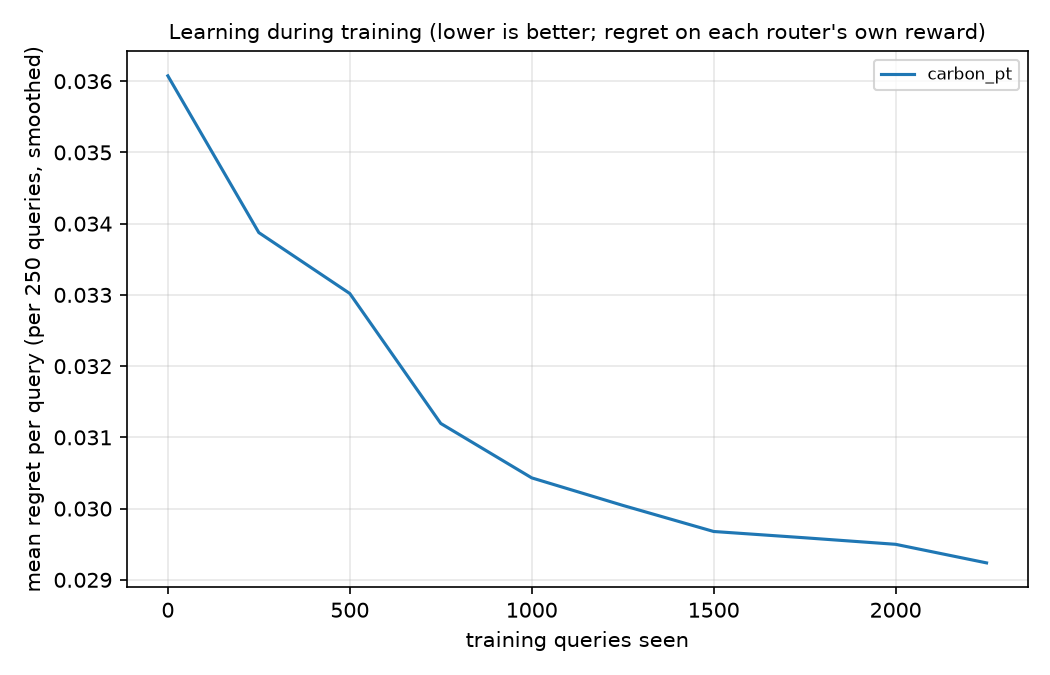 Learning during training (lower is better; regret on each router's own reward)
carbon_pt
mean regret per query (per 250 queries, smoothed)
0.036
0.035
0.034
0.033
0.032
0.031
0.030
0.029
0 500 1000 1500 2000
training queries seen